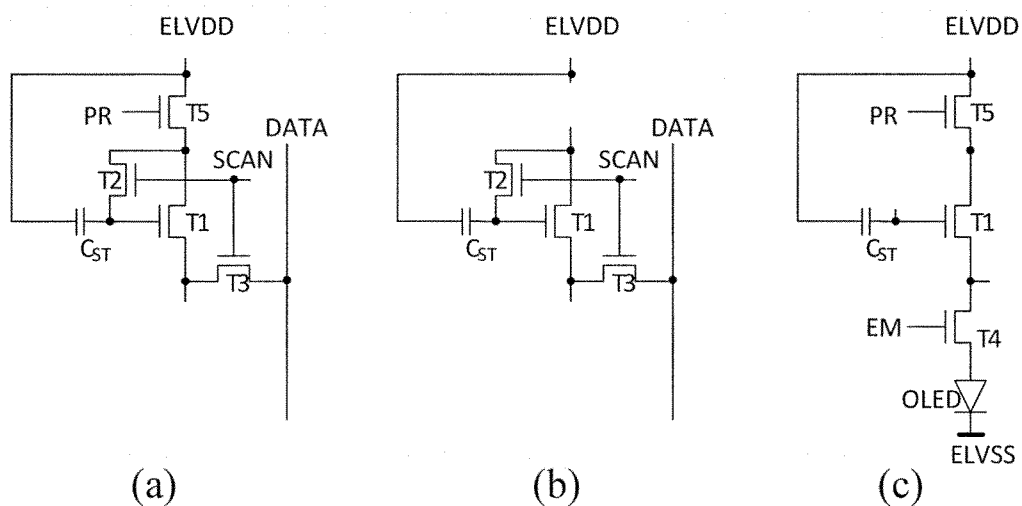 ELVDD
PR
T5
DATA
T2
SCAN
T1
CST
T3
(a)
ELVDD
DATA
T2
SCAN
T1
CST
T3
(b)
ELVDD
PR
T5
T1
CST
EM
T4
OLED
ELVSS
(c)